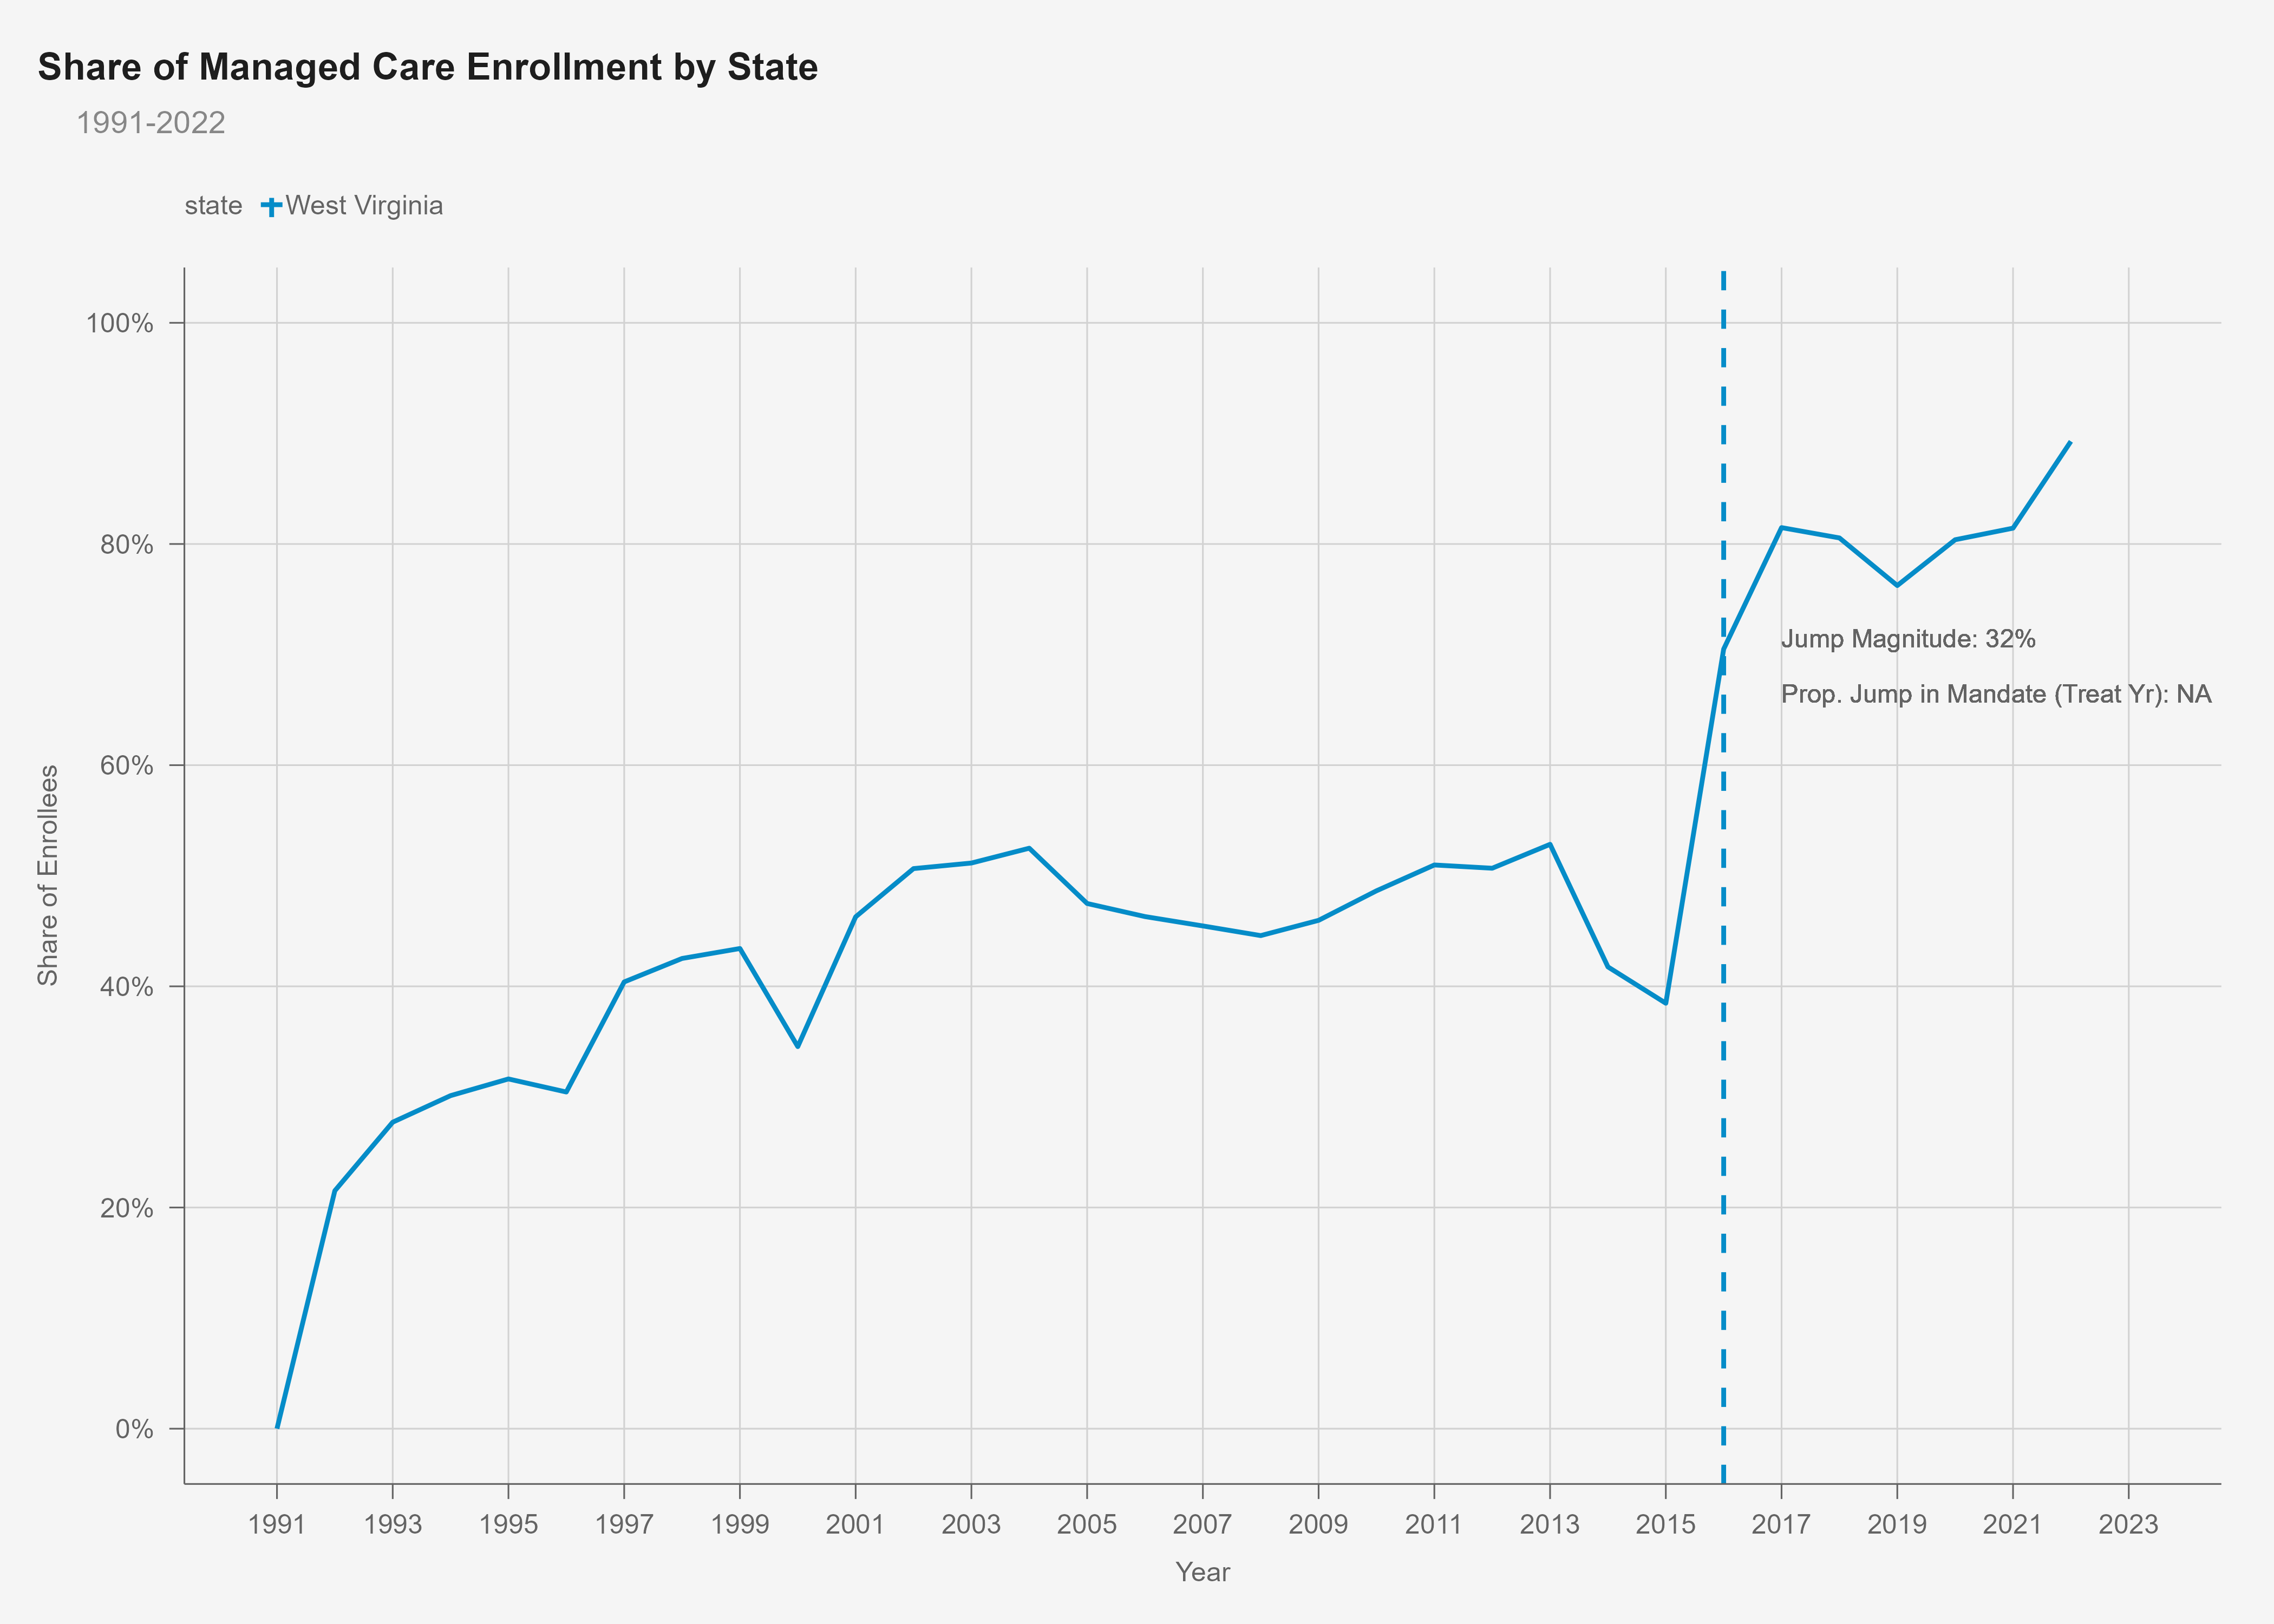 Share of Managed Care Enrollment by State
1991-2022
state West Virginia
100%
80%
60%
40%
20%
0%
Share of Enrollees
Jump Magnitude: 32%
Prop. Jump in Mandate (Treat Yr): NA
1991 1993 1995 1997 1999 2001 2003 2005 2007 2009 2011 2013 2015 2017 2019 2021 2023
Year